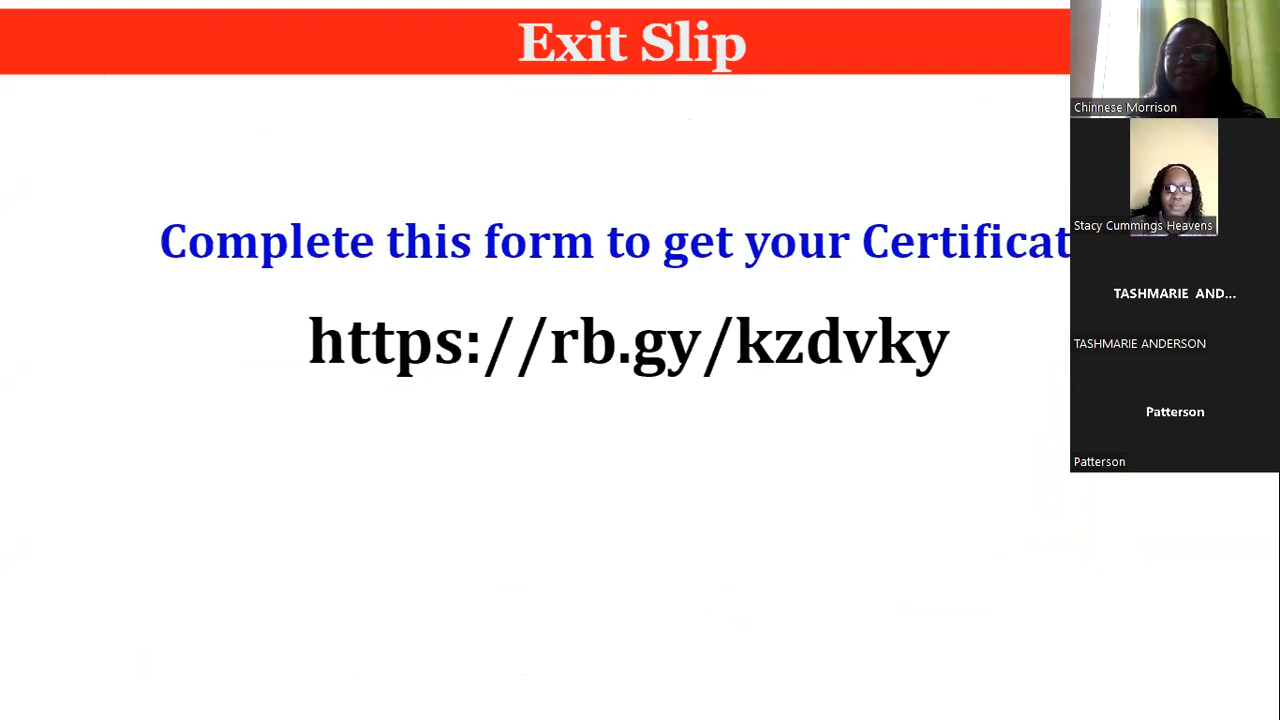 Exit Slip
Complete this form to get your Certificat
https://rb.gy/kzdvky
Chinnese Morrison
Stacy Cummings Heavens
TASHMARIE AND...
TASHMARIE ANDERSON
Patterson
Patterson